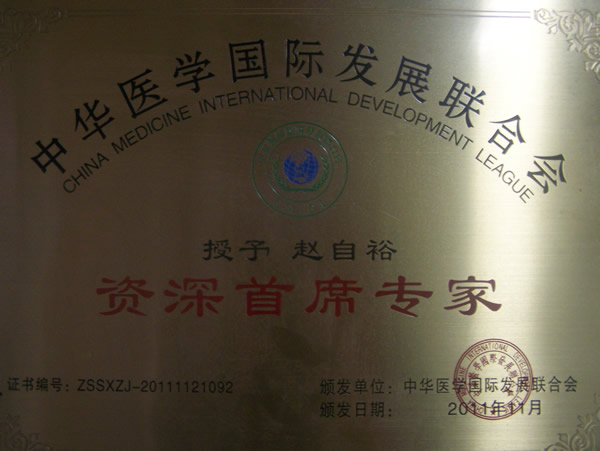 中华医学国际发展联合会
CHINA MEDICINE INTERNATIONAL DEVELOPMENT LEAGUE
授予 赵自裕
资深首席专家
证书编号：ZSSXZJ-20111121092
颁发单位：中华医学国际发展联合会
颁发日期： 2011年11月